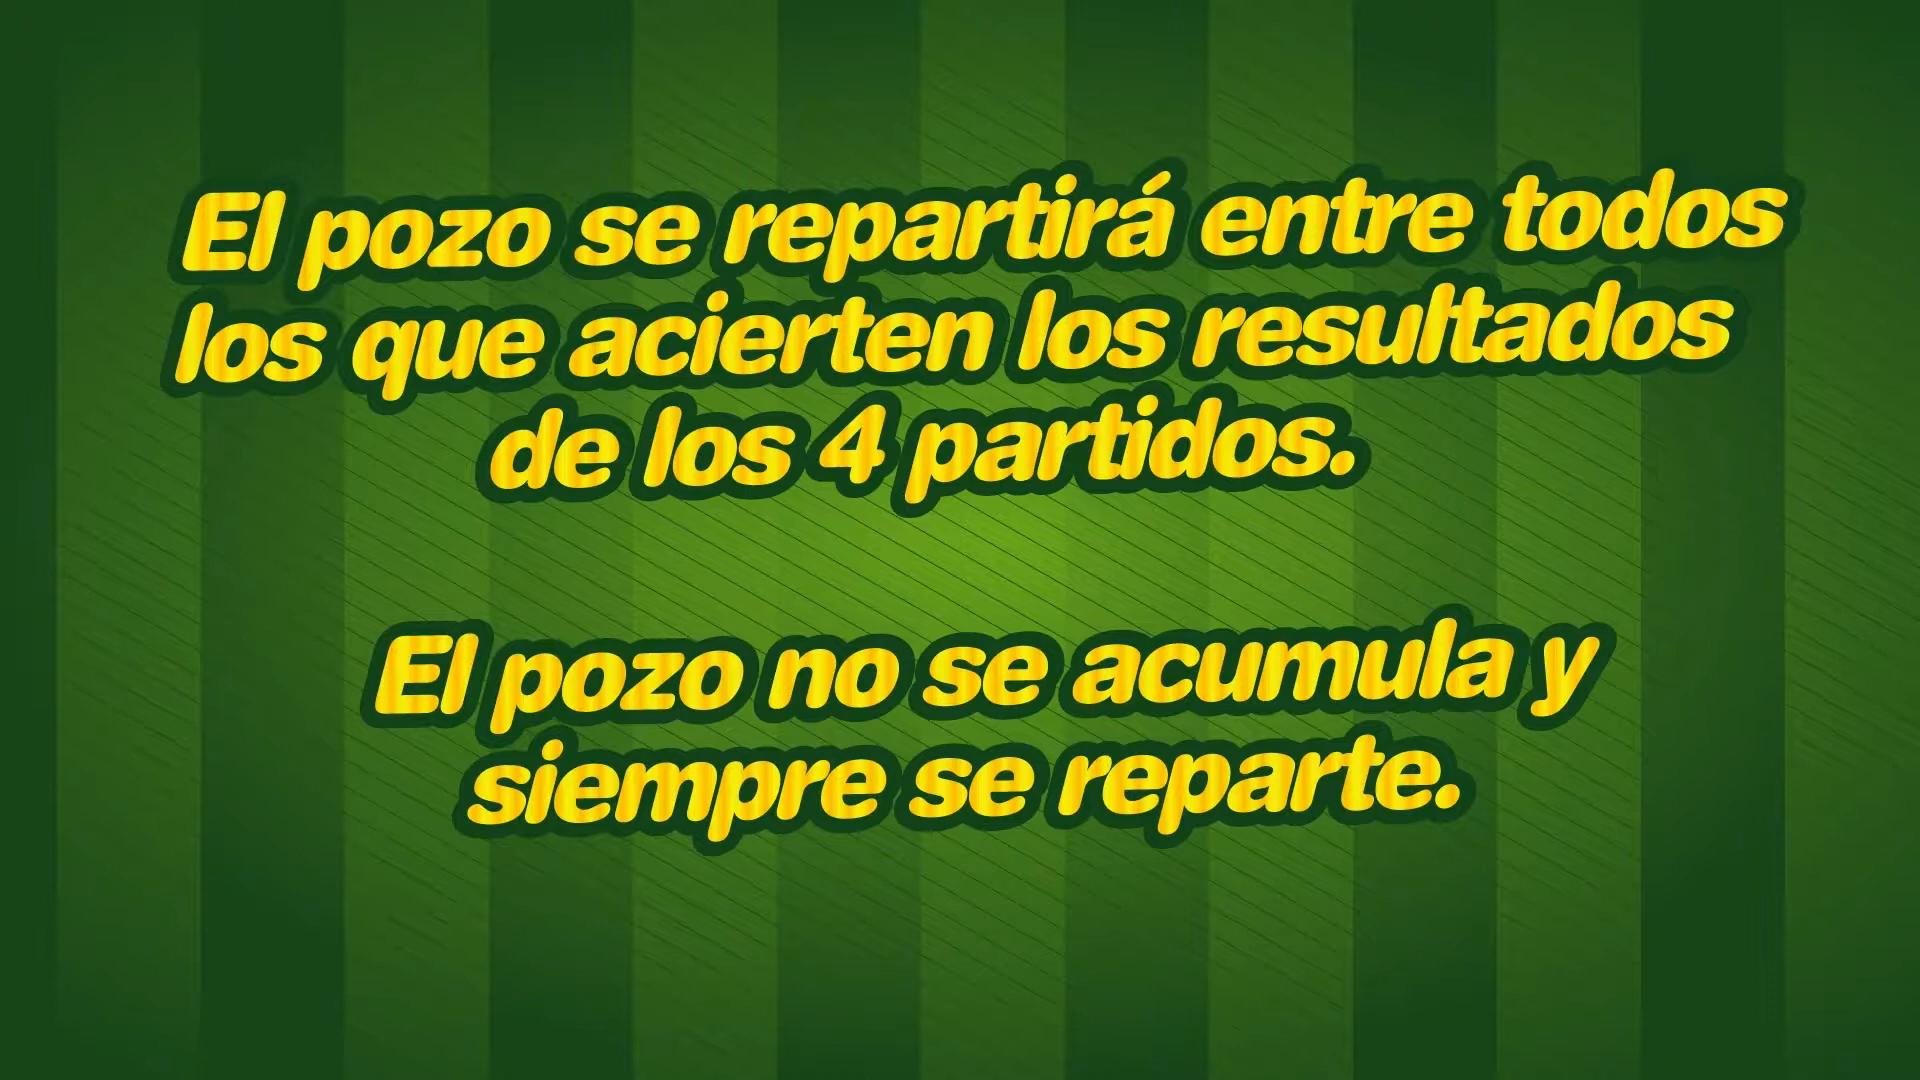 El pozo se repartirá entre todos
los que acierten los resultados
de los 4 partidos.
El pozo no se acumula y
siempre se reparte.